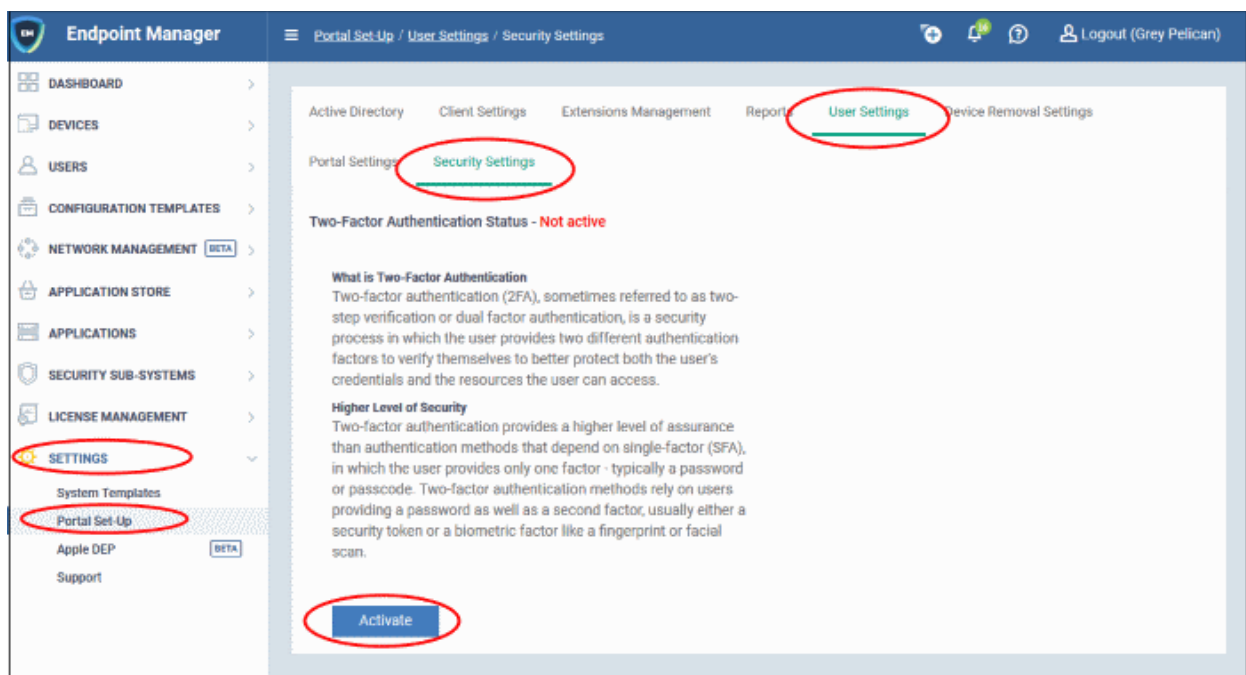 EM
Endpoint Manager
Portal Set-Up / User Settings / Security Settings
Logout (Grey Pelican)
DASHBOARD
DEVICES
USERS
CONFIGURATION TEMPLATES
NETWORK MANAGEMENT BETA
APPLICATION STORE
APPLICATIONS
SECURITY SUB-SYSTEMS
LICENSE MANAGEMENT
SETTINGS
System Templates
Portal Set-Up
Apple DEP BETA
Support
Active Directory Client Settings Extensions Management Reports User Settings Device Removal Settings
Portal Settings Security Settings
Two-Factor Authentication Status - Not active
What is Two-Factor Authentication
Two-factor authentication (2FA), sometimes referred to as two-
step verification or dual factor authentication, is a security
process in which the user provides two different authentication
factors to verify themselves to better protect both the user's
credentials and the resources the user can access.
Higher Level of Security
Two-factor authentication provides a higher level of assurance
than authentication methods that depend on single-factor (SFA),
in which the user provides only one factor - typically a password
or passcode. Two-factor authentication methods rely on users
providing a password as well as a second factor, usually either a
security token or a biometric factor like a fingerprint or facial
scan.
Activate